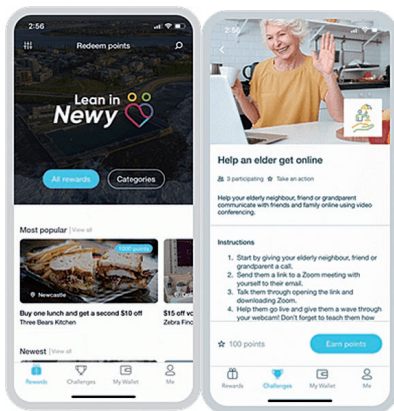 2:56
Redeem points
Lean in
Newy
All rewards
Categories
Most popular | View all
1000 points
Newcastle
Buy one lunch and get a second $10 off
Three Bears Kitchen
$15 off vo
Zebra Finc
Newest | View all
Rewards
Challenges
My Wallet
Me
2:56
Help an elder get online
3 participating
Take an action
Help your elderly neighbour, friend or grandparent
communicate with friends and family online using video
conferencing.
Instructions
1. Start by giving your elderly neighbour, friend or
grandparent a call.
2. Send them a link to a Zoom meeting with
yourself to their email.
3. Talk them through opening the link and
downloading Zoom.
4. Help them go live and give them a wave through
your webcam! Don't forget to teach them how
100 points
Earn points
Rewards
Challenges
My Wallet
Me